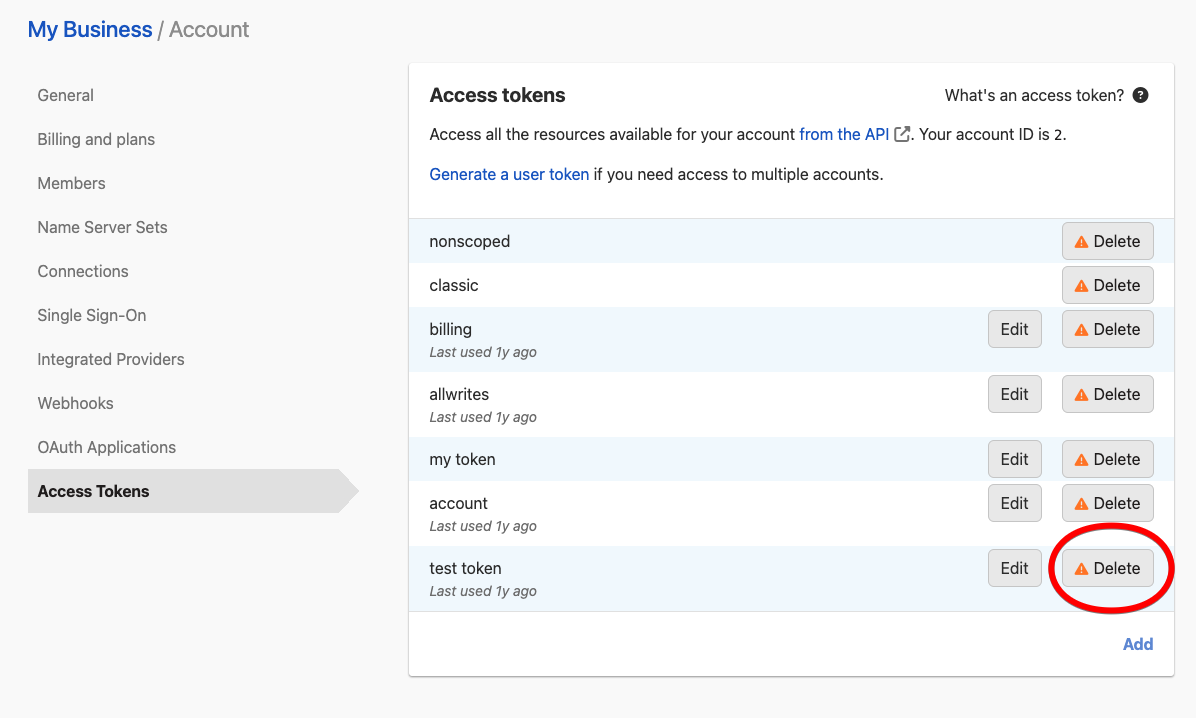 My Business / Account
General
Billing and plans
Members
Name Server Sets
Connections
Single Sign-On
Integrated Providers
Webhooks
OAuth Applications
Access Tokens
Access tokens What's an access token? ?
Access all the resources available for your account from the API. Your account ID is 2.
Generate a user token if you need access to multiple accounts.
nonscoped Delete
classic Delete
billing Edit Delete
Last used 1y ago
allwrites Edit Delete
Last used 1y ago
my token Edit Delete
account Edit Delete
Last used 1y ago
test token Edit Delete
Last used 1y ago
Add